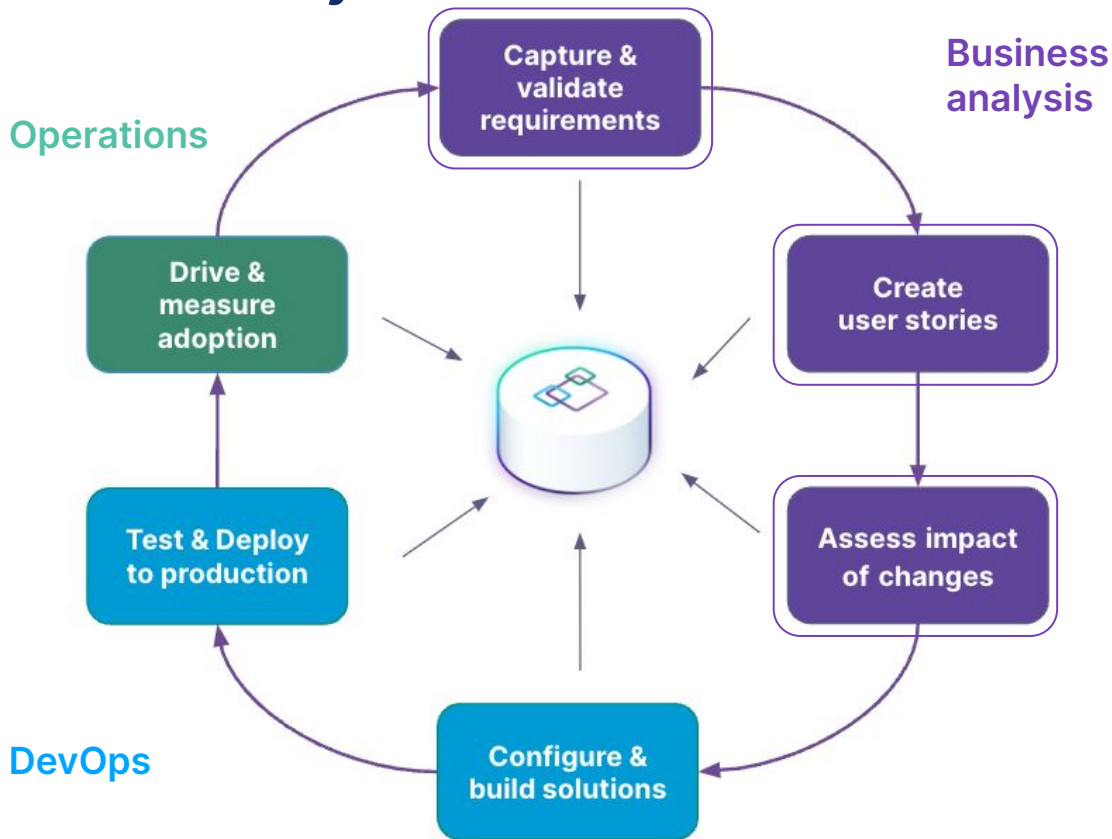 Capture &
validate
requirements
Business
analysis
Operations
Drive &
measure
adoption
Create
user stories
Test & Deploy
to production
Assess impact
of changes
DevOps
Configure &
build solutions